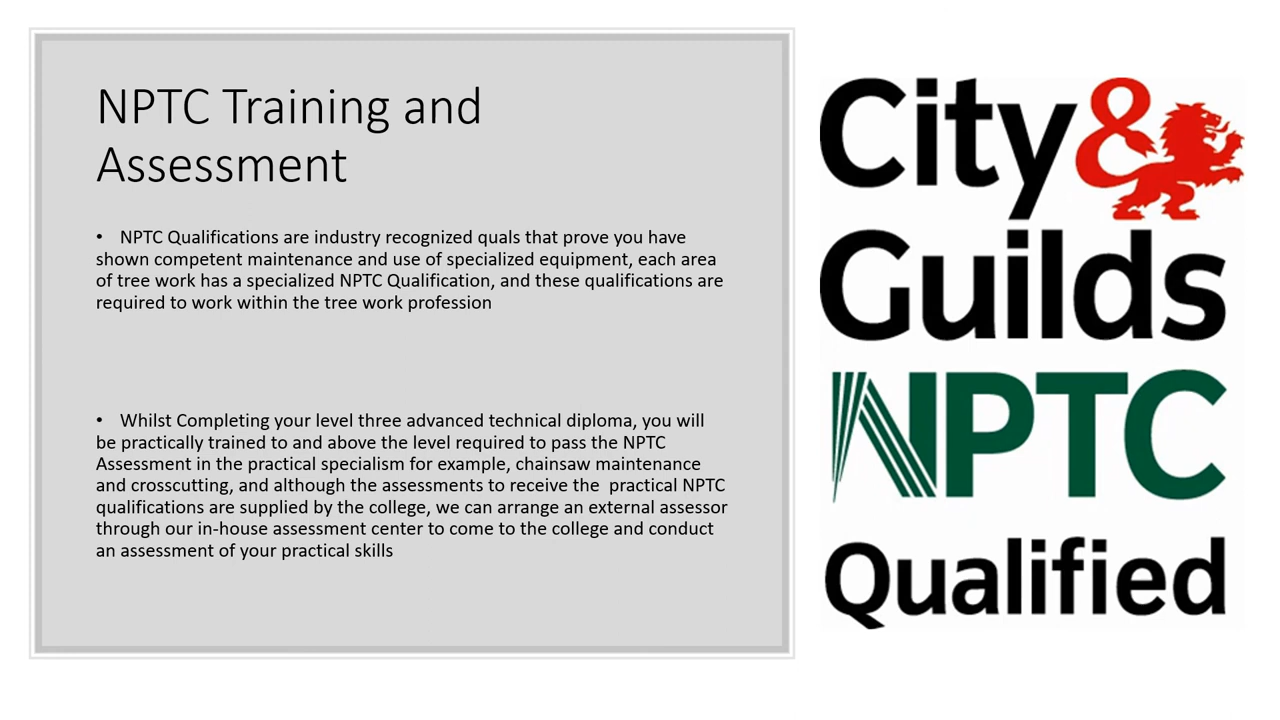 NPTC Training and
Assessment
• NPTC Qualifications are industry recognized quals that prove you have
shown competent maintenance and use of specialized equipment, each area
of tree work has a specialized NPTC Qualification, and these qualifications are
required to work within the tree work profession
• Whilst Completing your level three advanced technical diploma, you will
be practically trained to and above the level required to pass the NPTC
Assessment in the practical specialism for example, chainsaw maintenance
and crosscutting, and although the assessments to receive the  practical NPTC
qualifications are supplied by the college, we can arrange an external assessor
through our in-house assessment center to come to the college and conduct
an assessment of your practical skills
City&
Guilds
NPTC
Qualified